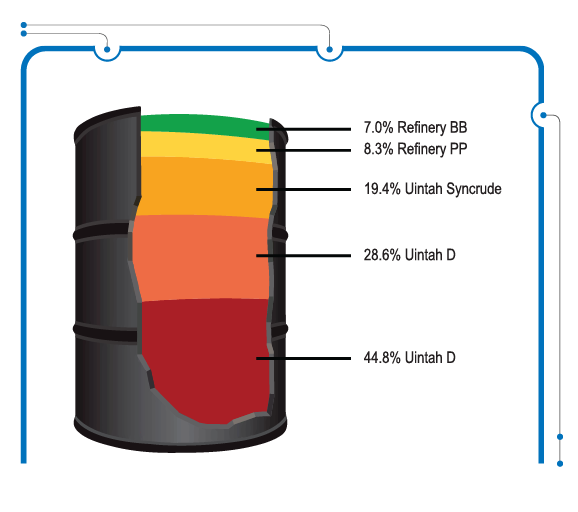 7.0% Refinery BB
8.3% Refinery PP
19.4% Uintah Syncrude
28.6% Uintah D
44.8% Uintah D